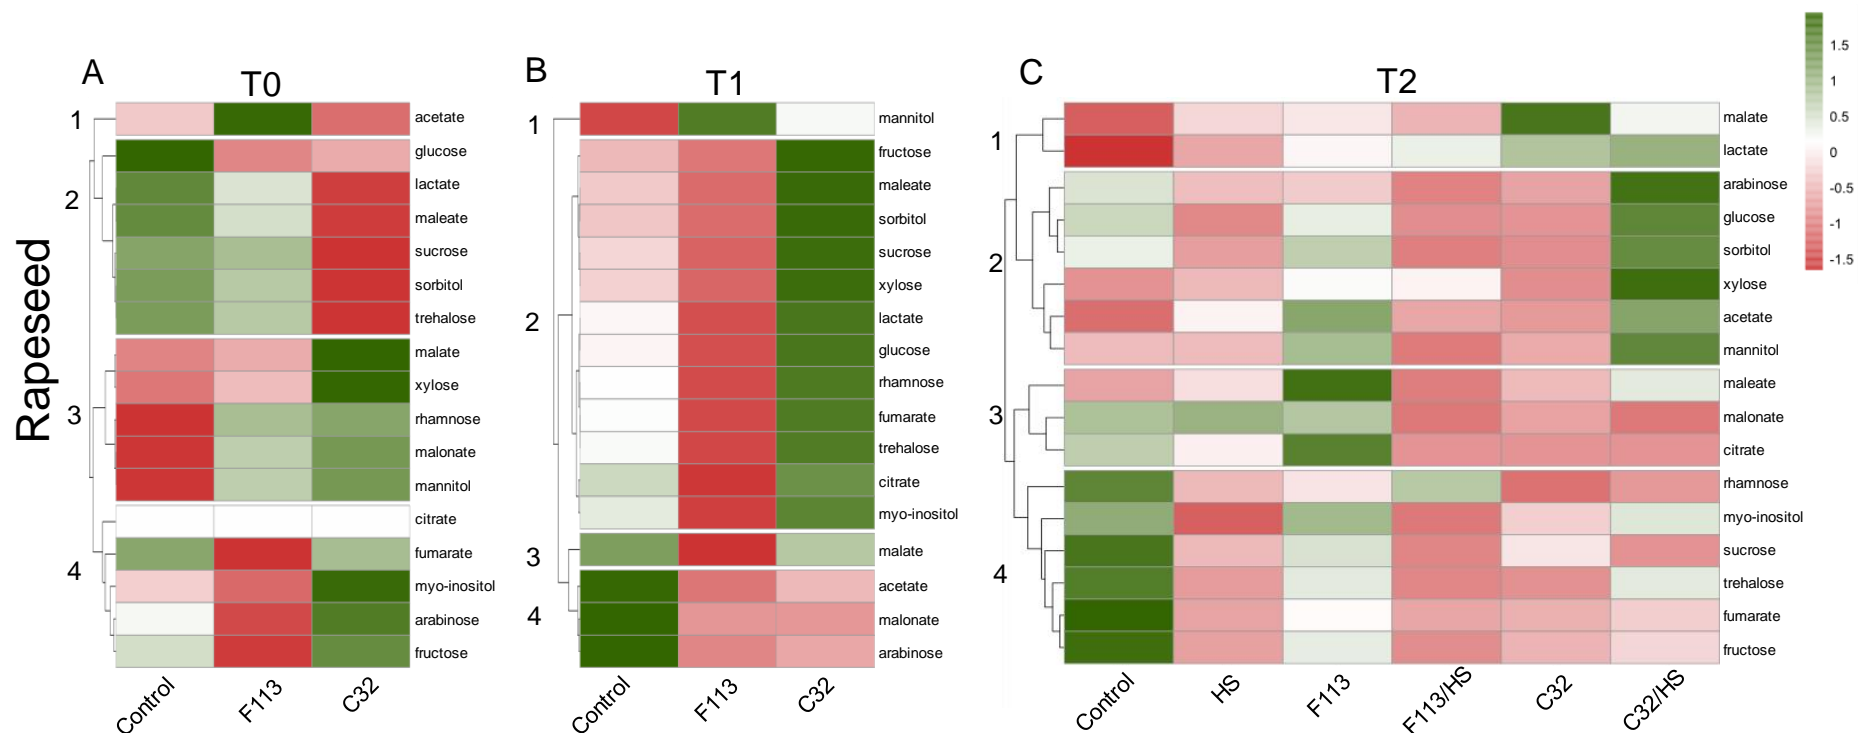 Rapeseed
A
T0
1
2
3
4
acetate
glucose
lactate
maleate
sucrose
sorbitol
trehalose
malate
xylose
rhamnose
malonate
mannitol
citrate
fumarate
myo-inositol
arabinose
fructose
Control
F113
C32
B
T1
1
2
3
4
mannitol
fructose
maleate
sorbitol
sucrose
xylose
lactate
glucose
rhamnose
fumarate
trehalose
citrate
myo-inositol
malate
acetate
malonate
arabinose
Control
F113
C32
C
T2
1
2
3
4
malate
lactate
arabinose
glucose
sorbitol
xylose
acetate
mannitol
maleate
malonate
citrate
rhamnose
myo-inositol
sucrose
trehalose
fumarate
fructose
Control
HS
F113
F113/HS
C32
C32/HS
1.5
1
0.5
0
-0.5
-1
-1.5